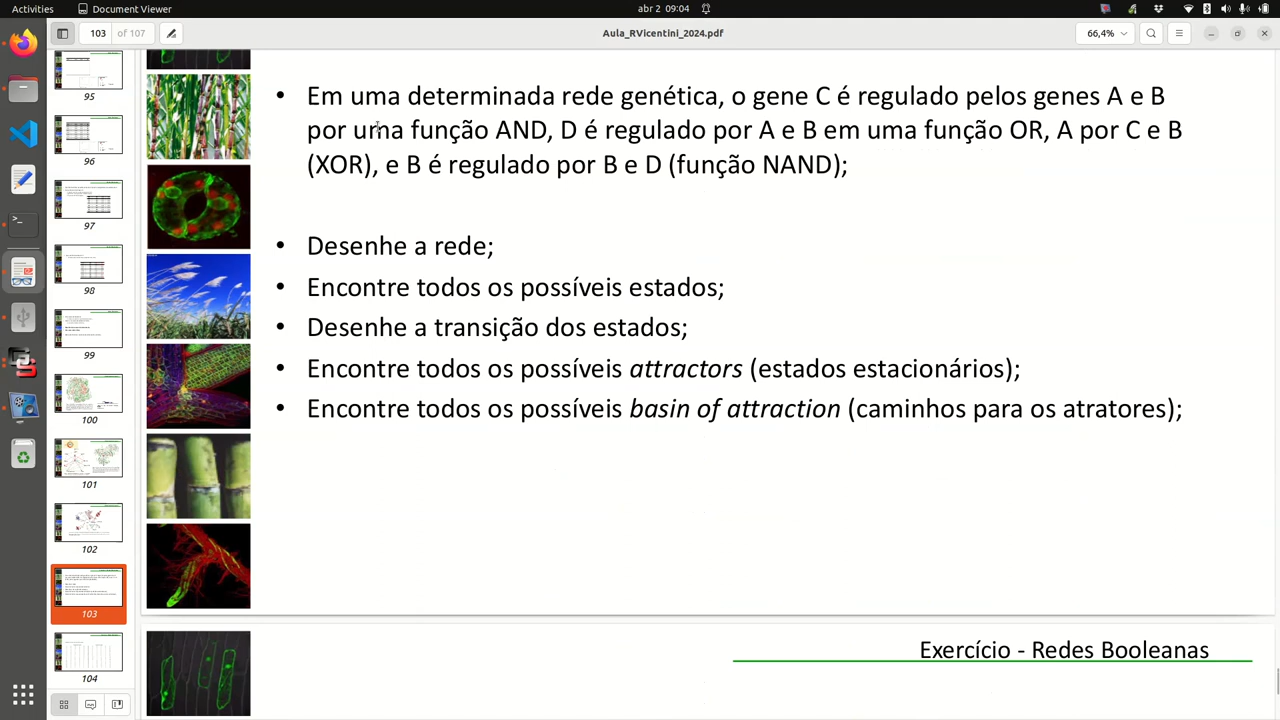 Activities
Document Viewer
abr 2 09:04
103
of 107
Aula_RVicentini_2024.pdf
66,4%
95
96
97
98
99
100
101
102
103
104
• Em uma determinada rede genética, o gene C é regulado pelos genes A e B
por uma função AND, D é regulado por A e B em uma função OR, A por C e B
(XOR), e B é regulado por B e D (função NAND);
• Desenhe a rede;
• Encontre todos os possíveis estados;
• Desenhe a transição dos estados;
• Encontre todos os possíveis attractors (estados estacionários);
• Encontre todos os possíveis basin of attraction (caminhos para os atratores);
Exercício - Redes Booleanas